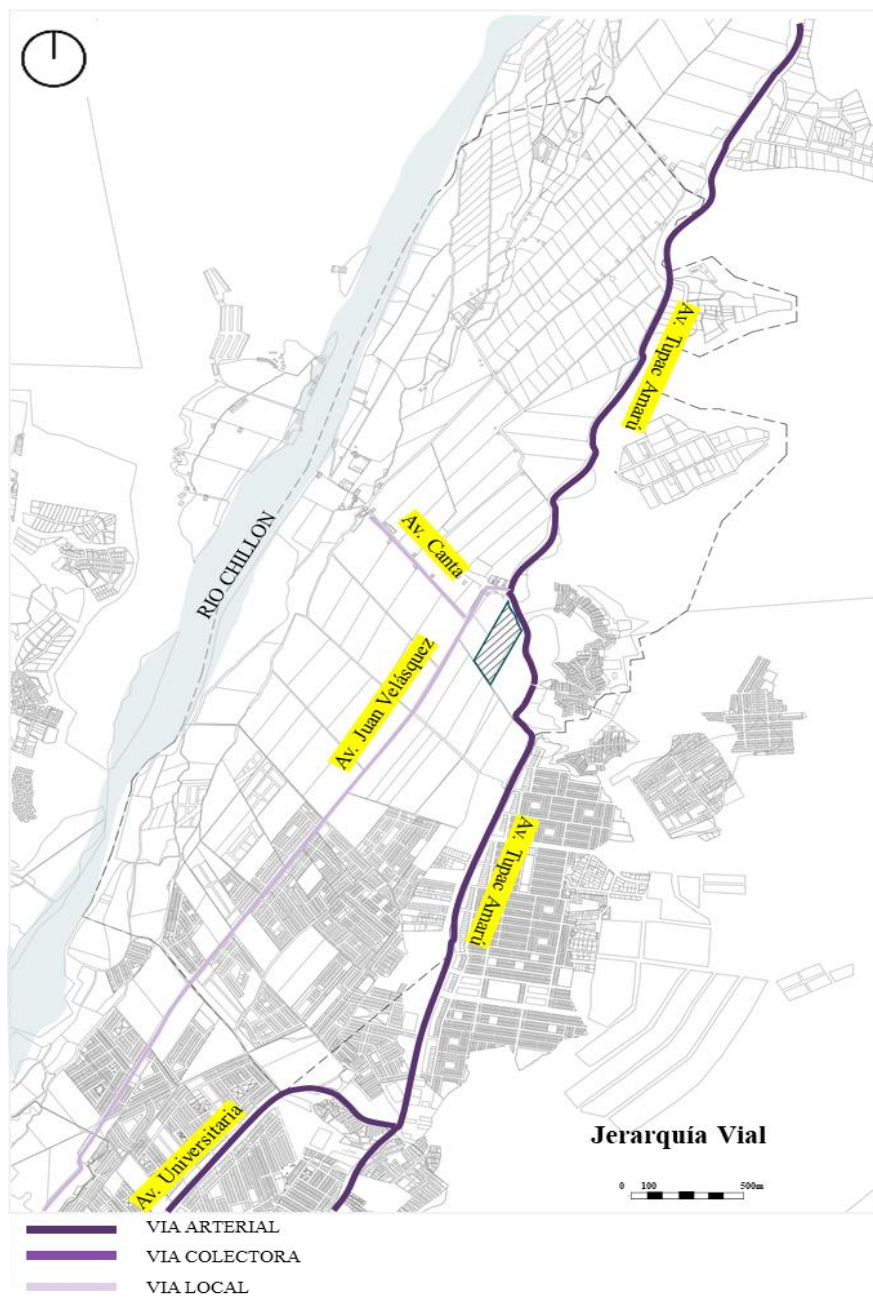 Av. Tupac Amarú
RIO CHILLON
Av. Canta
Av. Juan Velásquez
Av. Tupac Amarú
Av. Universitaria
Jerarquía Vial
0 100 500m
VIA ARTERIAL
VIA COLECTORA
VIA LOCAL